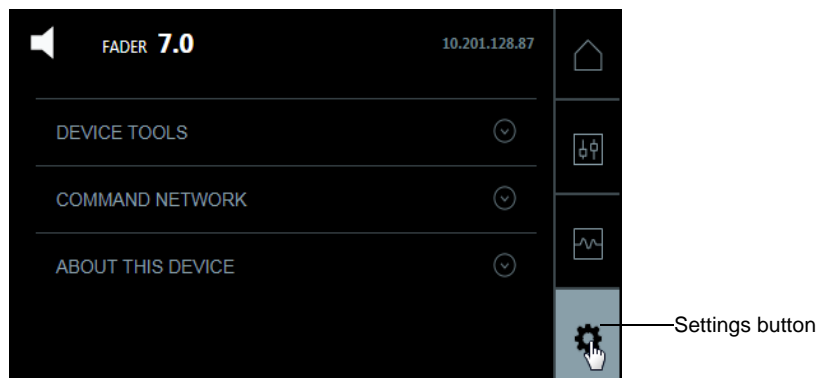 FADER 7.0 10.201.128.87
DEVICE TOOLS
COMMAND NETWORK
ABOUT THIS DEVICE
Settings button